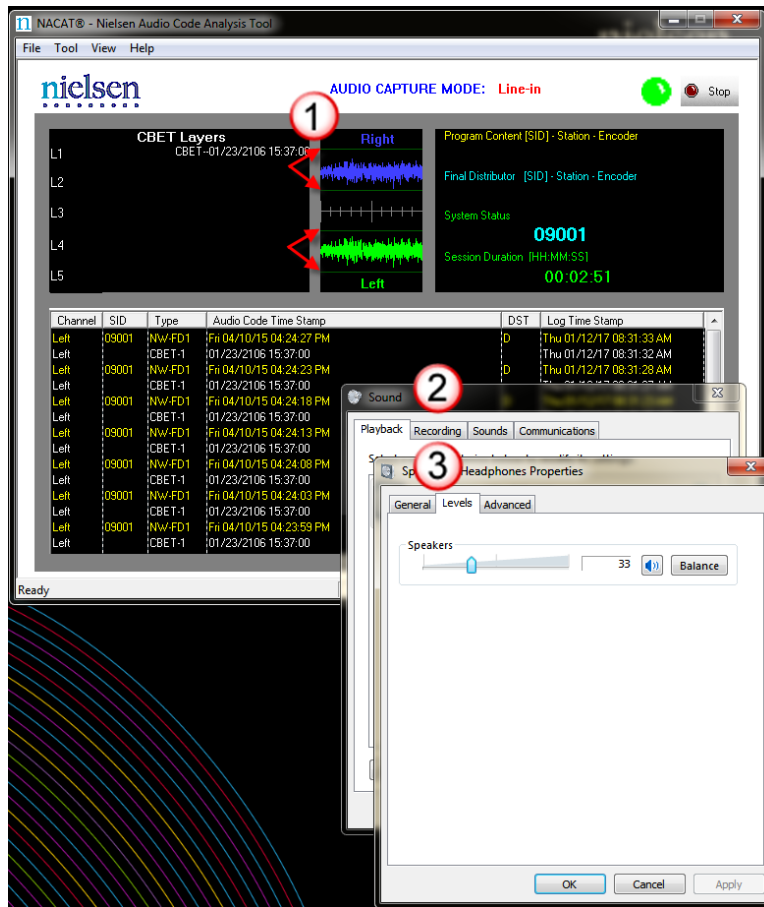 NACAT® - Nielsen Audio Code Analysis Tool
File Tool View Help
nielsen
AUDIO CAPTURE MODE: Line-in
Stop
1
CBET Layers
CBET--01/23/2106 15:37:00
L1
L2
L3
L4
L5
Right
Left
Program Content [SID] - Station - Encoder
Final Distributor [SID] - Station - Encoder
System Status
09001
Session Duration [HH:MM:SS]
00:02:51
Channel SID Type Audio Code Time Stamp DST Log Time Stamp
Left 09001 NW-FD1 Fri 04/10/15 04:24:27 PM D Thu 01/12/17 08:31:33 AM
Left CBET-1 01/23/2106 15:37:00 Thu 01/12/17 08:31:32 AM
Left 09001 NW-FD1 Fri 04/10/15 04:24:23 PM D Thu 01/12/17 08:31:28 AM
Left CBET-1 01/23/2106 15:37:00
Left 09001 NW-FD1 Fri 04/10/15 04:24:18 PM
Left CBET-1 01/23/2106 15:37:00
Left 09001 NW-FD1 Fri 04/10/15 04:24:13 PM
Left CBET-1 01/23/2106 15:37:00
Left 09001 NW-FD1 Fri 04/10/15 04:24:08 PM
Left CBET-1 01/23/2106 15:37:00
Left 09001 NW-FD1 Fri 04/10/15 04:24:03 PM
Left CBET-1 01/23/2106 15:37:00
Left 09001 NW-FD1 Fri 04/10/15 04:23:59 PM
Left CBET-1 01/23/2106 15:37:00
Ready
Sound
2
Playback Recording Sounds Communications
3
Headphones Properties
General Levels Advanced
Speakers
33
Balance
OK Cancel Apply